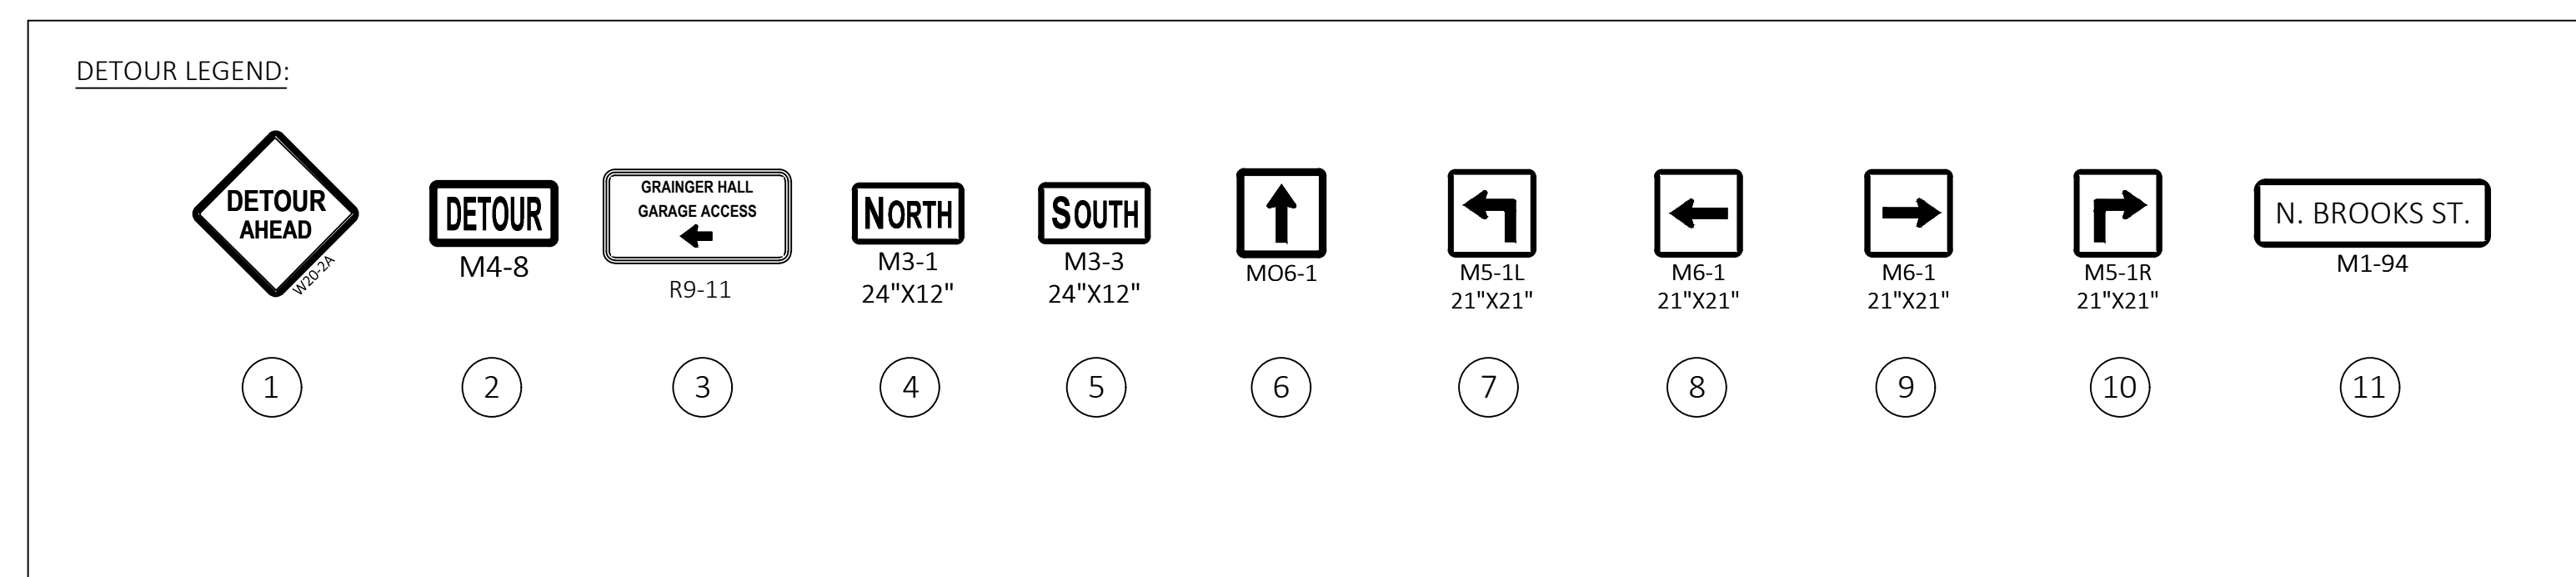 DETOUR LEGEND:
DETOUR
AHEAD
W20-2A
DETOUR
M4-8
GRAINGER HALL
GARAGE ACCESS
R9-11
NORTH
M3-1
24"X12"
SOUTH
M3-3
24"X12"
MO6-1
M5-1L
21"X21"
M6-1
21"X21"
M6-1
21"X21"
M5-1R
21"X21"
N. BROOKS ST.
M1-94
1
2
3
4
5
6
7
8
9
10
11